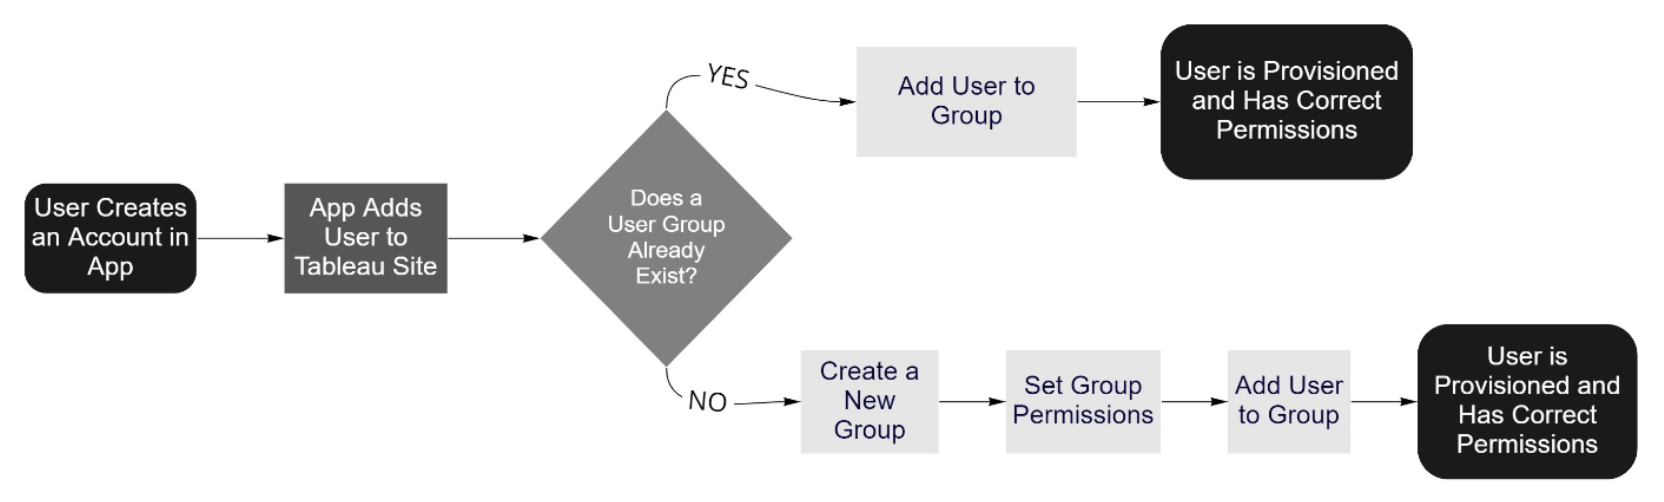 User Creates
an Account in
App
App Adds
User to
Tableau Site
Does a
User Group
Already
Exist?
YES
Add User to
Group
User is Provisioned
and Has Correct
Permissions
NO
Create a
New
Group
Set Group
Permissions
Add User
to Group
User is
Provisioned and
Has Correct
Permissions